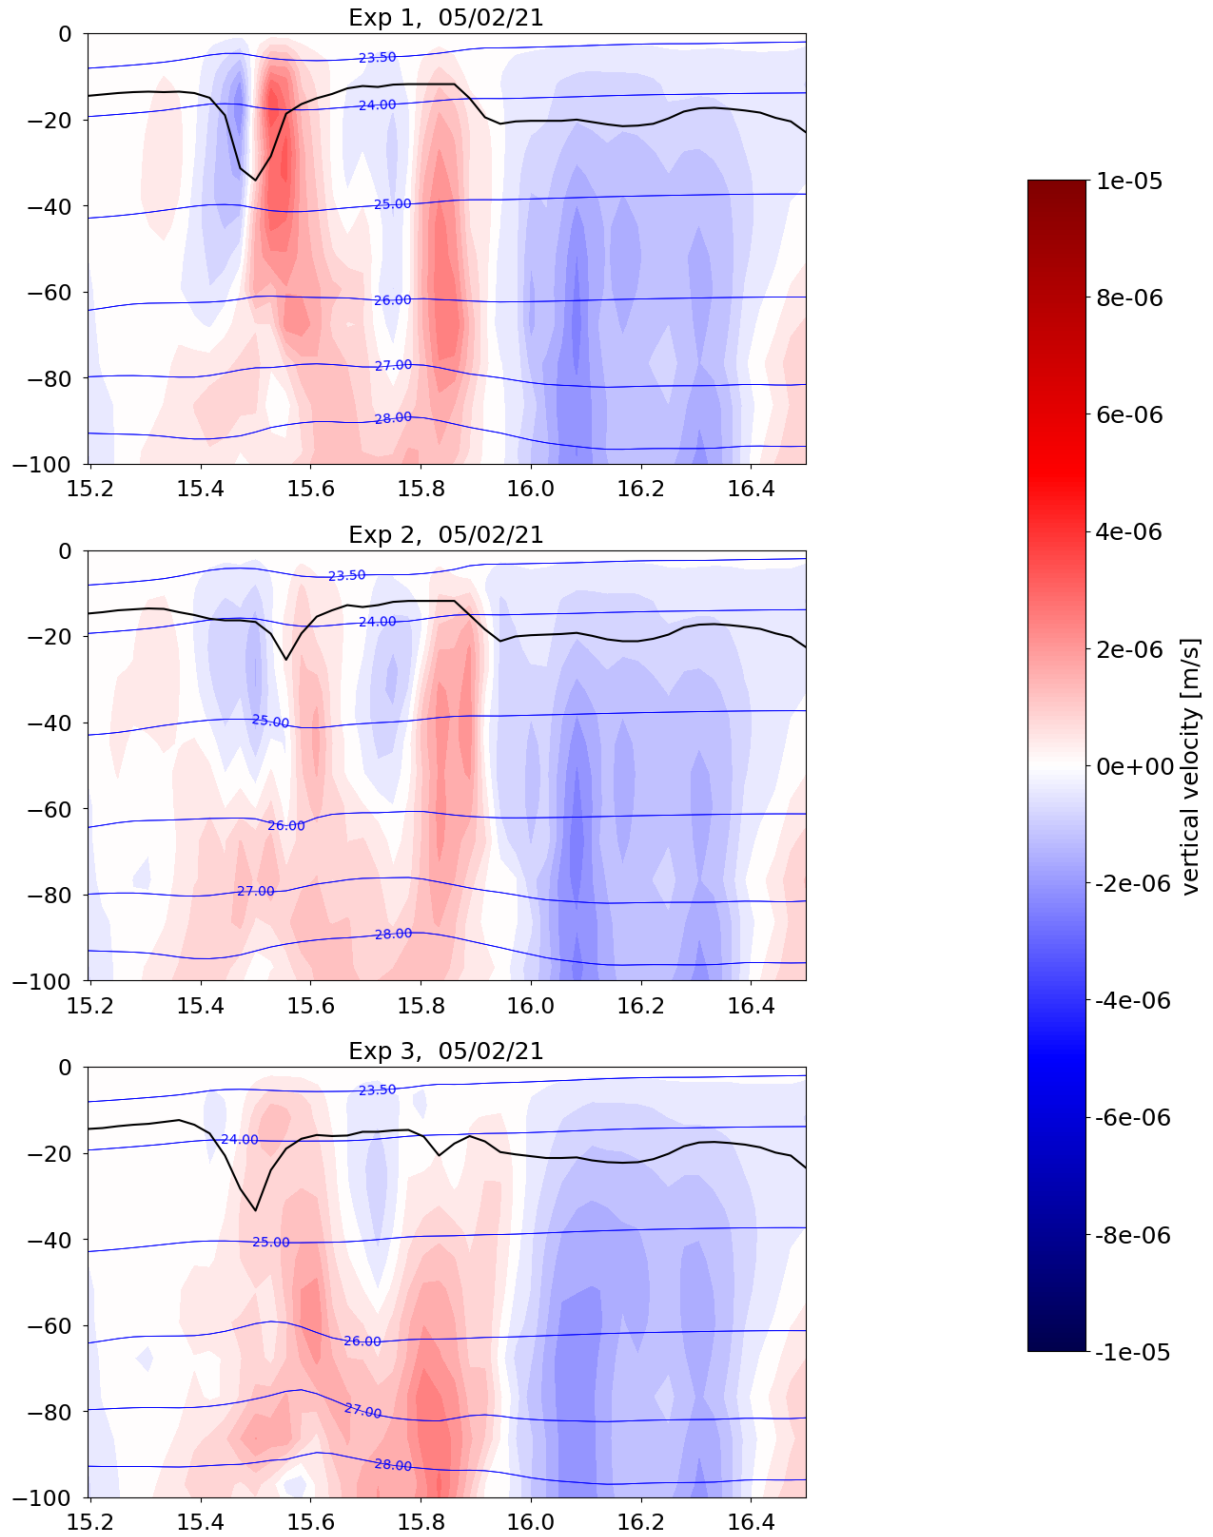 Exp 1,  05/02/21
0
−20
−40
−60
−80
−100
23.50
24.00
25.00
26.00
27.00
28.00
15.2 15.4 15.6 15.8 16.0 16.2 16.4
Exp 2,  05/02/21
0
−20
−40
−60
−80
−100
23.50
24.00
25.00
26.00
27.00
28.00
15.2 15.4 15.6 15.8 16.0 16.2 16.4
Exp 3,  05/02/21
0
−20
−40
−60
−80
−100
23.50
24.00
25.00
26.00
27.00
28.00
15.2 15.4 15.6 15.8 16.0 16.2 16.4
1e-05
8e-06
6e-06
4e-06
2e-06
0e+00
-2e-06
-4e-06
-6e-06
-8e-06
-1e-05
vertical velocity [m/s]